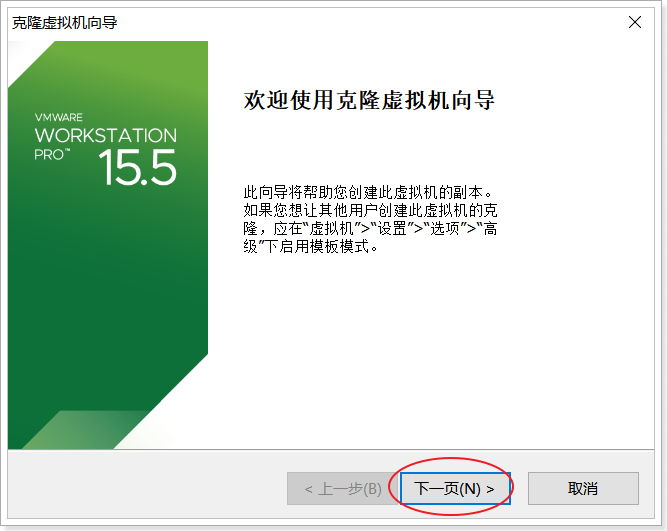 克隆虚拟机向导
VMWARE
WORKSTATION
PRO™ 15.5
欢迎使用克隆虚拟机向导
此向导将帮助您创建此虚拟机的副本。
如果您想让其他用户创建此虚拟机的克
隆，应在“虚拟机”>“设置”>“选项”>“高
级”下启用模板模式。
< 上一步(B)
下一页(N) >
取消